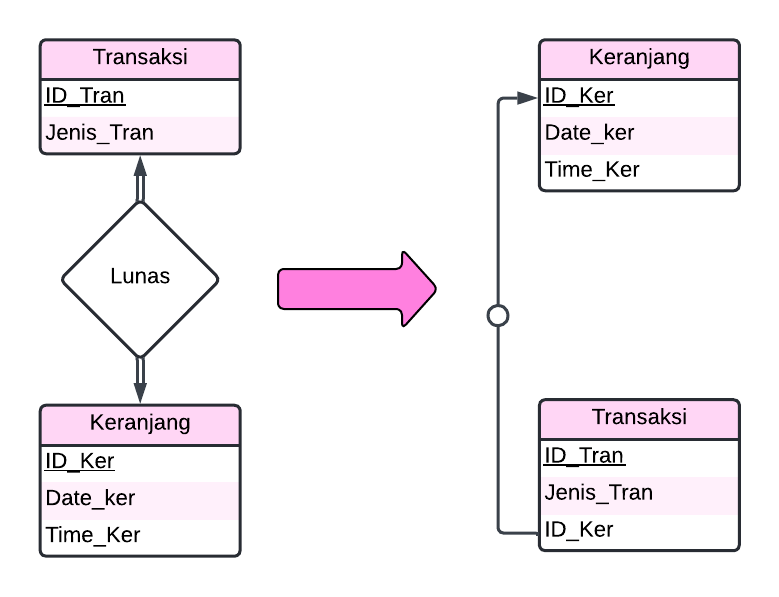 Transaksi
ID_Tran
Jenis_Tran
Lunas
Keranjang
ID_Ker
Date_ker
Time_Ker
Keranjang
ID_Ker
Date_ker
Time_Ker
Transaksi
ID_Tran
Jenis_Tran
ID_Ker